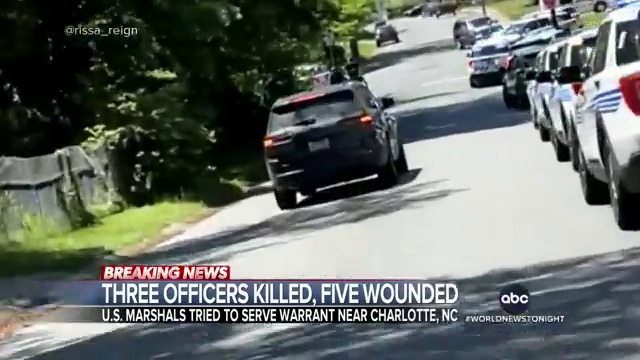 @rissa_reign
BREAKING NEWS
THREE OFFICERS KILLED, FIVE WOUNDED
abc
U.S. MARSHALS TRIED TO SERVE WARRANT NEAR CHARLOTTE, NC
#WORLDNEWSTONIGHT